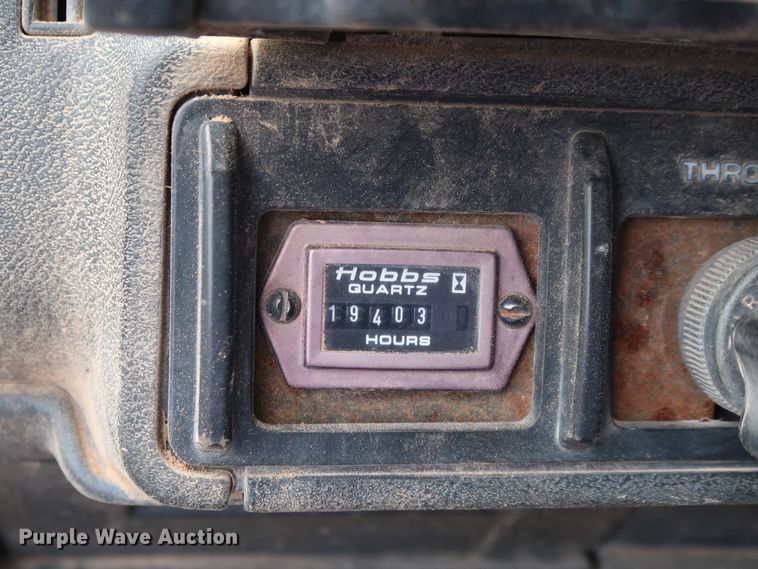 THRO
Hobbs
QUARTZ
19403
HOURS
Purple Wave Auction